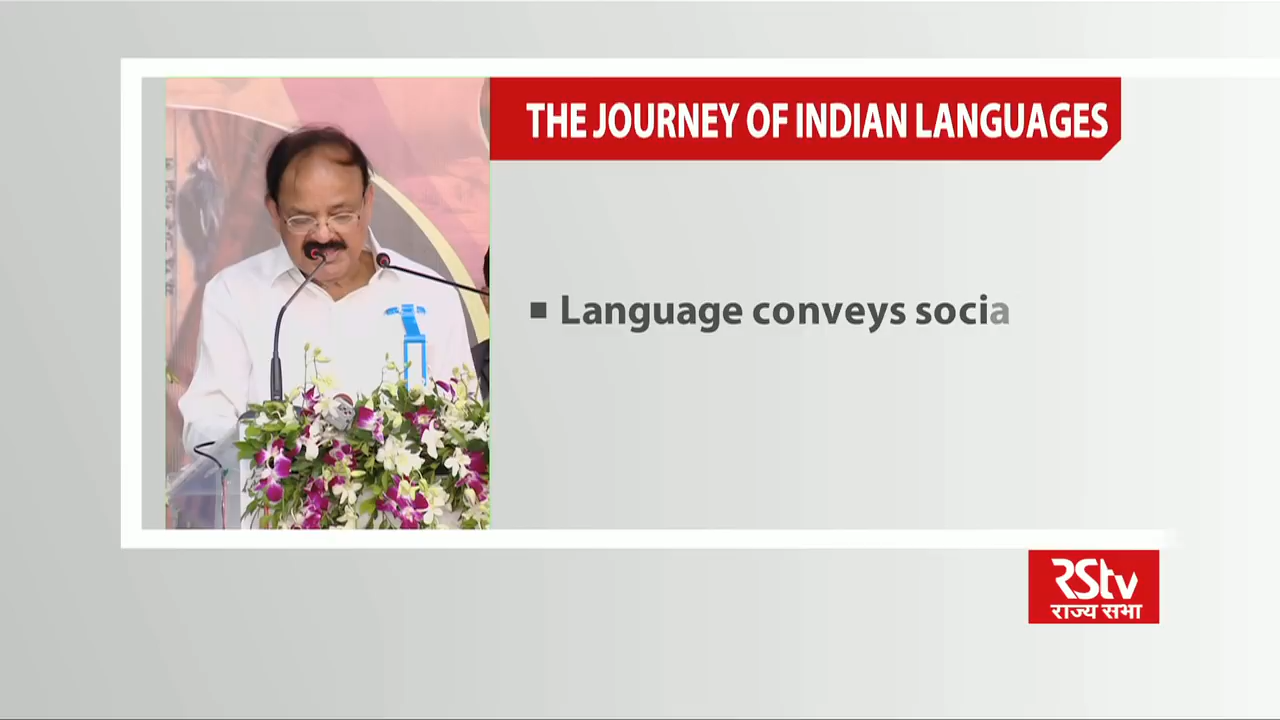 THE JOURNEY OF INDIAN LANGUAGES
▪ Language conveys socia
RStv
राज्य सभा